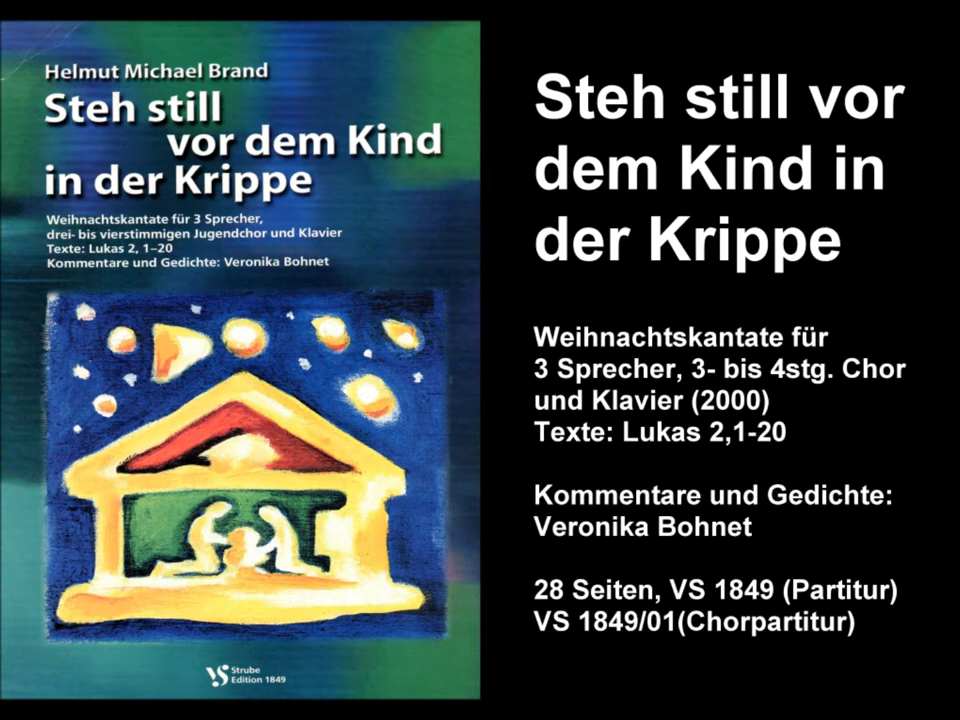 Helmut Michael Brand
Steh still
vor dem Kind
in der Krippe
Weihnachtskantate für 3 Sprecher,
drei- bis vierstimmigen Jugendchor und Klavier
Texte: Lukas 2, 1–20
Kommentare und Gedichte: Veronika Bohnet
VS Strube
Edition 1849
Steh still vor
dem Kind in
der Krippe
Weihnachtskantate für
3 Sprecher, 3- bis 4stg. Chor
und Klavier (2000)
Texte: Lukas 2,1-20
Kommentare und Gedichte:
Veronika Bohnet
28 Seiten, VS 1849 (Partitur)
VS 1849/01(Chorpartitur)